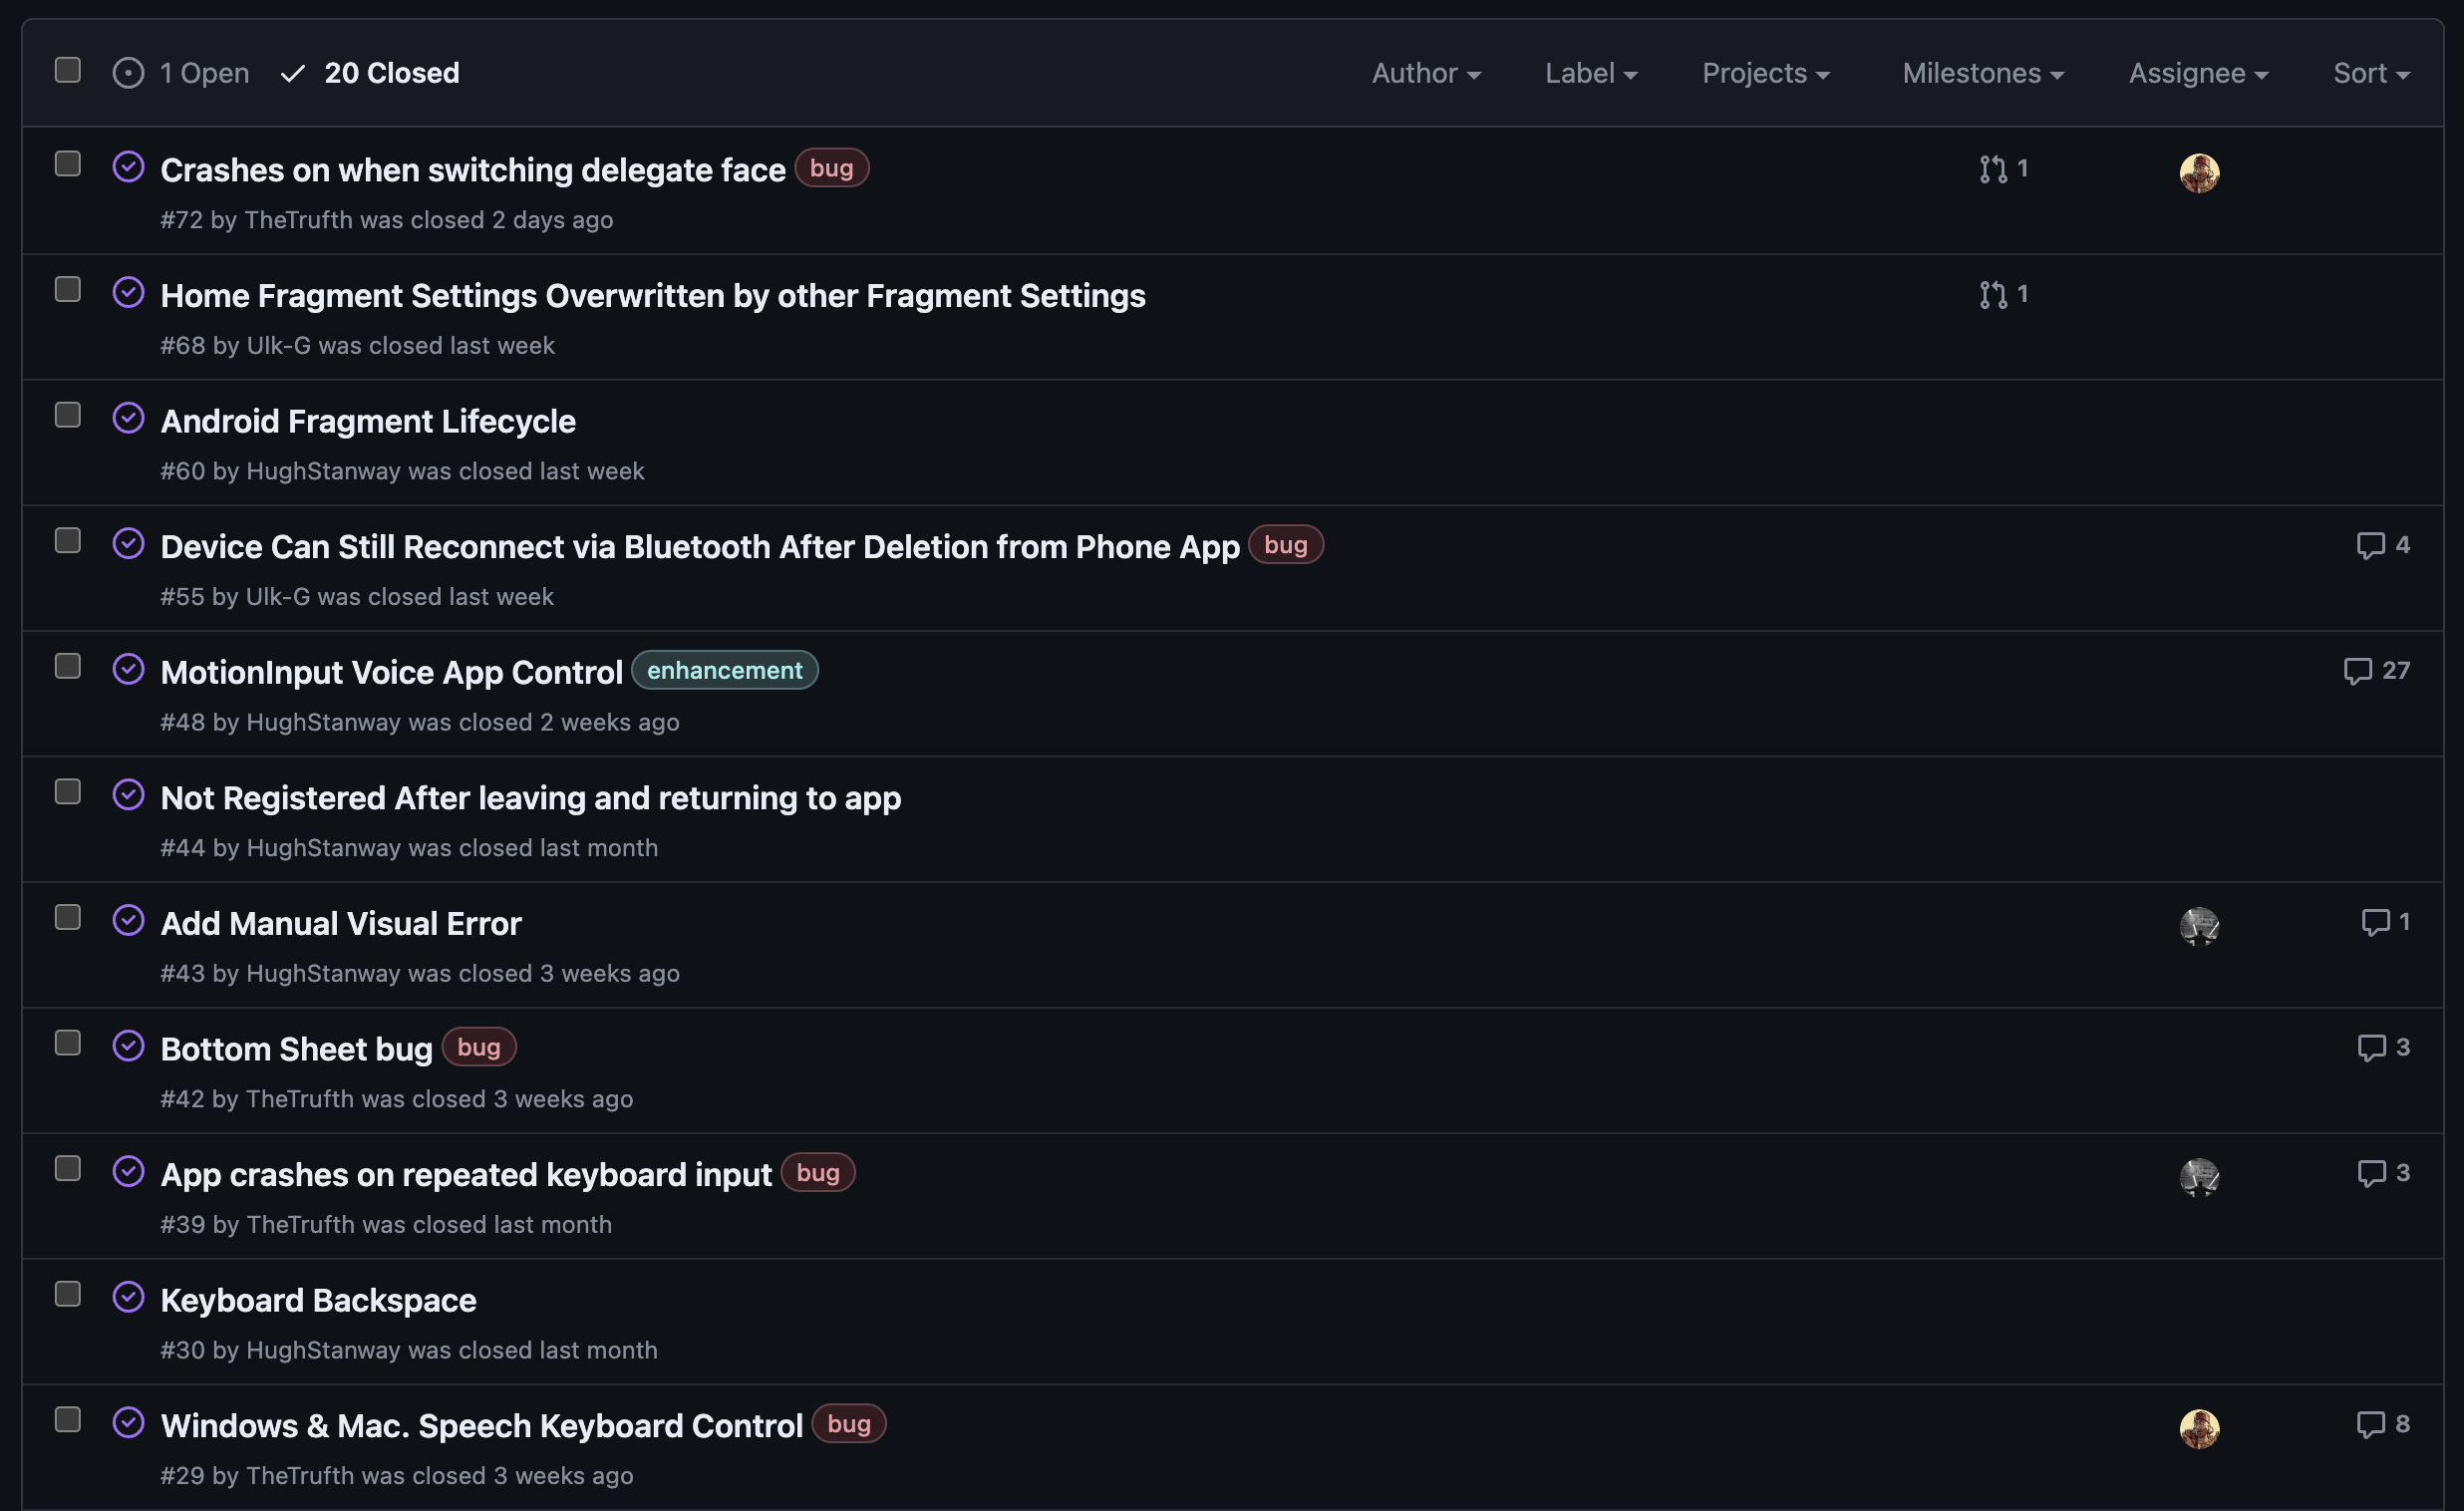 1 Open 20 Closed Author Label Projects Milestones Assignee Sort
Crashes on when switching delegate face bug 1
#72 by TheTrufth was closed 2 days ago
Home Fragment Settings Overwritten by other Fragment Settings 1
#68 by Ulk-G was closed last week
Android Fragment Lifecycle
#60 by HughStanway was closed last week
Device Can Still Reconnect via Bluetooth After Deletion from Phone App bug 4
#55 by Ulk-G was closed last week
MotionInput Voice App Control enhancement 27
#48 by HughStanway was closed 2 weeks ago
Not Registered After leaving and returning to app
#44 by HughStanway was closed last month
Add Manual Visual Error 1
#43 by HughStanway was closed 3 weeks ago
Bottom Sheet bug bug 3
#42 by TheTrufth was closed 3 weeks ago
App crashes on repeated keyboard input bug 3
#39 by TheTrufth was closed last month
Keyboard Backspace
#30 by HughStanway was closed last month
Windows & Mac. Speech Keyboard Control bug 8
#29 by TheTrufth was closed 3 weeks ago